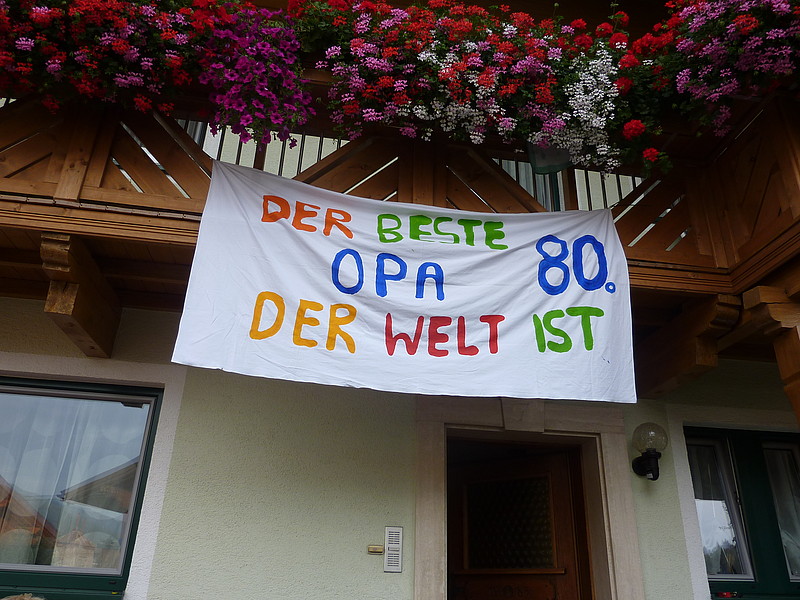 DER BESTE
OPA 80.
DER WELT IST